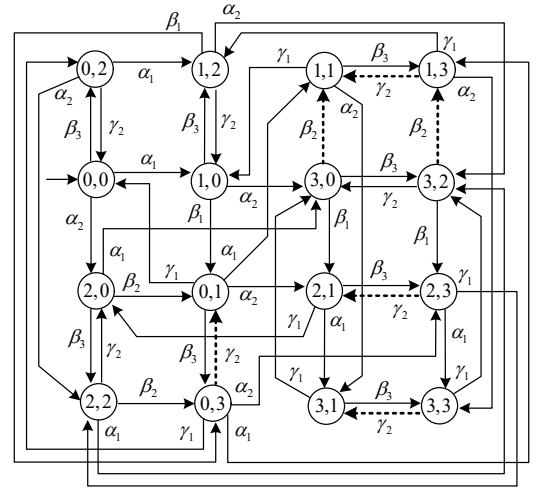 β₁ α₂
0,2 α₁ 1,2 γ₁ 1,1 β₃ 1,3 γ₁
α₂ γ₂ α₂
β₃ γ₂ β₃ γ₂ β₂ α₂ β₂
0,0 α₁ 1,0 α₂ 3,0 β₃ 3,2
γ₂
α₂ β₁ β₁ β₁
α₁ α₁
2,0 β₂ γ₁ 0,1 α₂ 2,1 β₃ 2,3 γ₁
γ₁ γ₂
β₃ γ₂ β₃ γ₂ α₁ α₁
2,2 β₂ 0,3 α₂ γ₁ 3,1 β₃ 3,3 γ₁
α₁ γ₁ α₁ γ₂